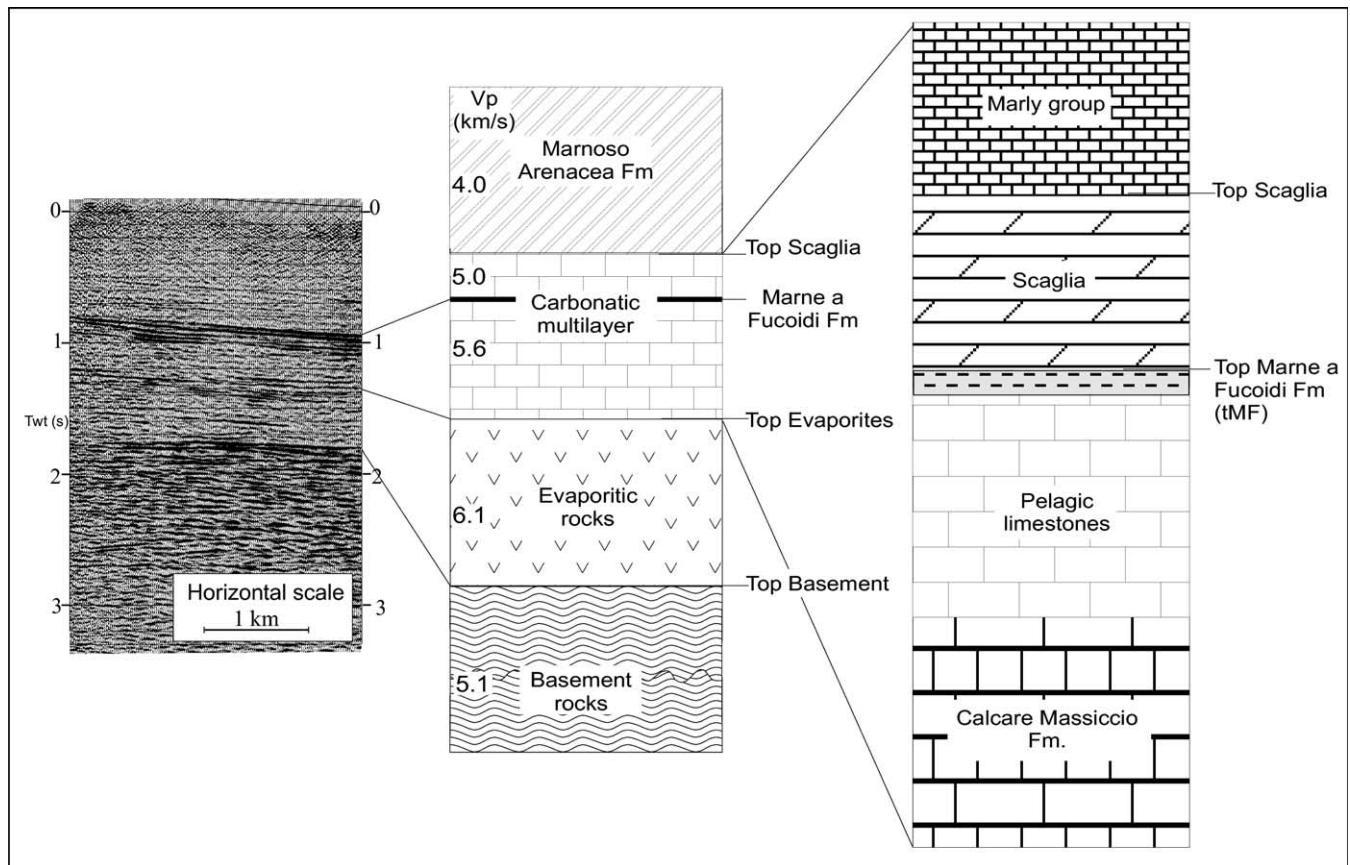 0
0
1
1
Twt (s)
2
2
3
3
Horizontal scale
1 km
Vp
(km/s)
Marnoso
Arenacea Fm
4.0
Top Scaglia
5.0
Carbonatic
multilayer
Marne a
Fucoidi Fm
5.6
Top Evaporites
Evaporitic
rocks
6.1
Top Basement
5.1
Basement
rocks
Marly group
Top Scaglia
Scaglia
Top Marne a
Fucoidi Fm
(tMF)
Pelagic
limestones
Calcare Massiccio
Fm.